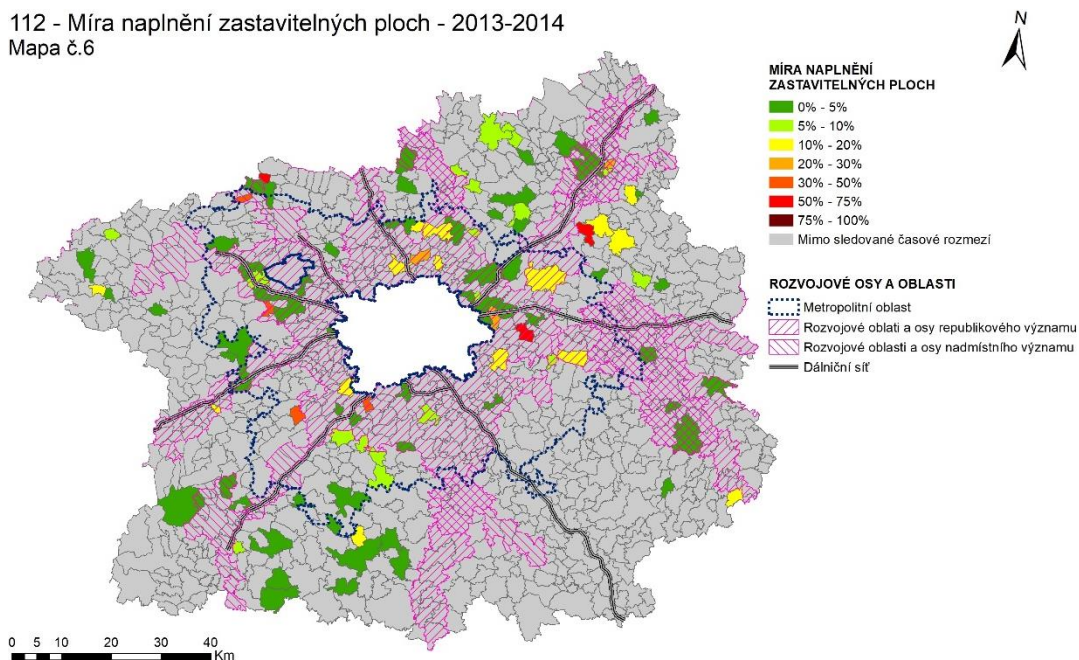 112 - Míra naplnění zastavitelných ploch - 2013-2014
Mapa č.6
N
MÍRA NAPLNĚNÍ
ZASTAVITELNÝCH PLOCH
0% - 5%
5% - 10%
10% - 20%
20% - 30%
30% - 50%
50% - 75%
75% - 100%
Mimo sledované časové rozmezí
ROZVOJOVÉ OSY A OBLASTI
Metropolitní oblast
Rozvojové oblati a osy republikového významu
Rozvojové oblasti a osy nadmístního významu
Dálniční síť
0 5 10 20 30 40
Km